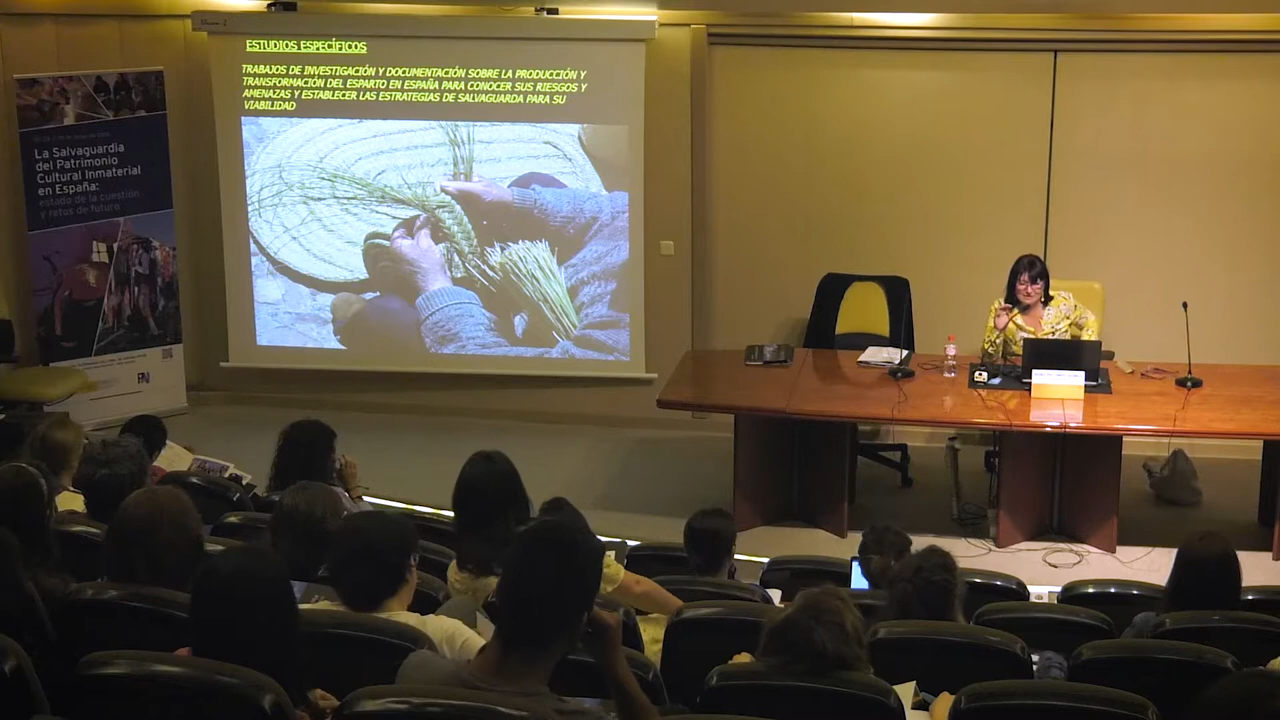 ESTUDIOS ESPECÍFICOS
TRABAJOS DE INVESTIGACIÓN Y DOCUMENTACIÓN SOBRE LA PRODUCCIÓN Y
TRANSFORMACIÓN DEL ESPARTO EN ESPAÑA PARA CONOCER SUS RIESGOS Y
AMENAZAS Y ESTABLECER LAS ESTRATEGIAS DE SALVAGUARDA PARA SU
VIABILIDAD
La Salvaguardia
del Patrimonio
Cultural Inmaterial
en España:
estado de la cuestión
y retos de futuro